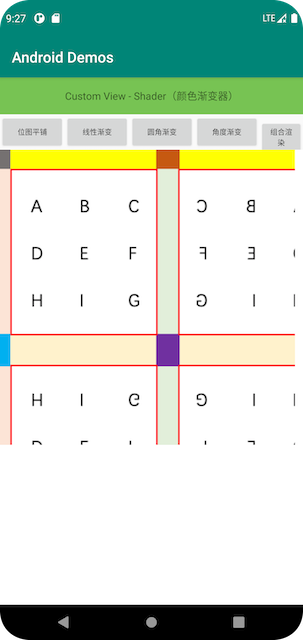 9:27
LTE
Android Demos
Custom View - Shader（颜色渐变器）
位图平铺 线性渐变 圆角渐变 角度渐变 组合渲染
A B C C B
D E F F E
H I G G I
H I G G I